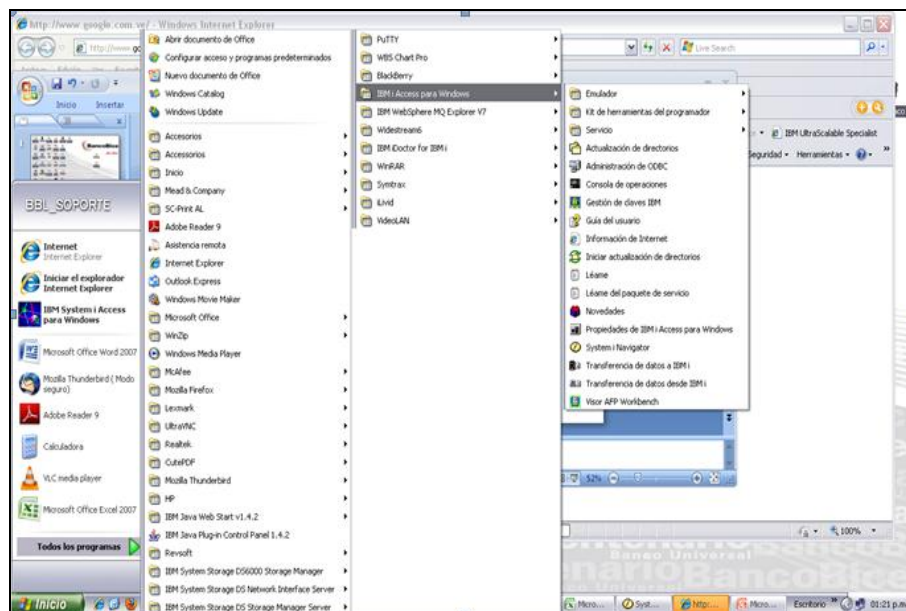 http://www.google.com.ve/ - Windows Internet Explorer
Live Search
Inicio
Insertar
BBL_SOPORTE
Internet
Internet Explorer
Iniciar el explorador
Internet Explorer
IBM System i Access
para Windows
Microsoft Office Word 2007
Mozilla Thunderbird (Modo
seguro)
Adobe Reader 9
Calculadora
VLC media player
Microsoft Office Excel 2007
Todos los programas
Abrir documento de Office
Configurar acceso y programas predeterminados
Nuevo documento de Office
Windows Catalog
Windows Update
Accesorios
Accessories
Inicio
Mead & Company
SC-Print AL
Adobe Reader 9
Asistencia remota
Internet Explorer
Outlook Express
Windows Movie Maker
Microsoft Office
WinZip
Windows Media Player
McAfee
Mozilla Firefox
Lexmark
UltraVNC
Realtek
CutePDF
Mozilla Thunderbird
HP
IBM Java Web Start v1.4.2
IBM Java Plug-in Control Panel 1.4.2
Revsoft
IBM System Storage DS6000 Storage Manager
IBM System Storage DS Network Interface Server
IBM System Storage DS Storage Manager Server
PuTTY
WBS Chart Pro
BlackBerry
IBM i Access para Windows
IBM WebSphere MQ Explorer V7
Widestream6
IBM iDoctor for IBM i
WinRAR
Symtrax
iLivid
VideoLAN
Emulador
Kit de herramientas del programador
Servicio
Actualización de directorios
Administración de ODBC
Consola de operaciones
Gestión de claves IBM
Guía del usuario
Información de Internet
Iniciar actualización de directorios
Léame
Léame del paquete de servicio
Novedades
Propiedades de IBM i Access para Windows
System i Navigator
Transferencia de datos a IBM i
Transferencia de datos desde IBM i
Visor AFP Workbench
IBM UltraScalable Specialist
Seguridad
Herramientas
52%
100%
Banco Universal
Inicio
Micro...
Syst...
http:...
Micro...
Escritorio
01:21 p.m.